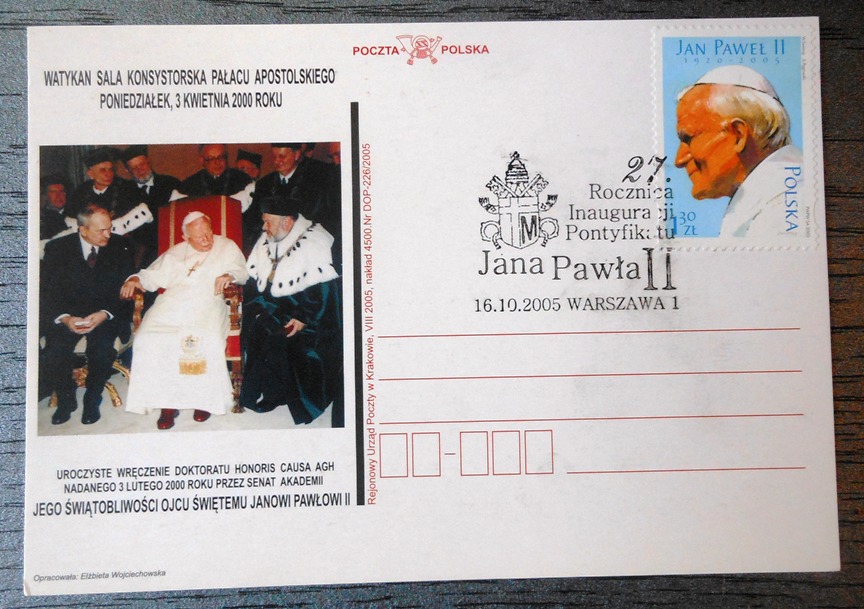 POCZTA POLSKA
WATYKAN SALA KONSYSTORSKA PAŁACU APOSTOLSKIEGO
PONIEDZIAŁEK, 3 KWIETNIA 2000 ROKU
UROCZYSTE WRĘCZENIE DOKTORATU HONORIS CAUSA AGH
NADANEGO 3 LUTEGO 2000 ROKU PRZEZ SENAT AKADEMII
JEGO ŚWIĄTOBLIWOŚCI OJCU ŚWIĘTEMU JANOWI PAWŁOWI II
Opracowała: Elżbieta Wojciechowska
Rejonowy Urząd Poczty w Krakowie, VIII 2005, nakład 4500,Nr DOP-226/2005
27.
Rocznica
Inauguracji
Pontyfikatu
Jana Pawła II
16.10.2005 WARSZAWA 1
M
JAN PAWEŁ II
1920-2005
POLSKA
1,30
ZŁ